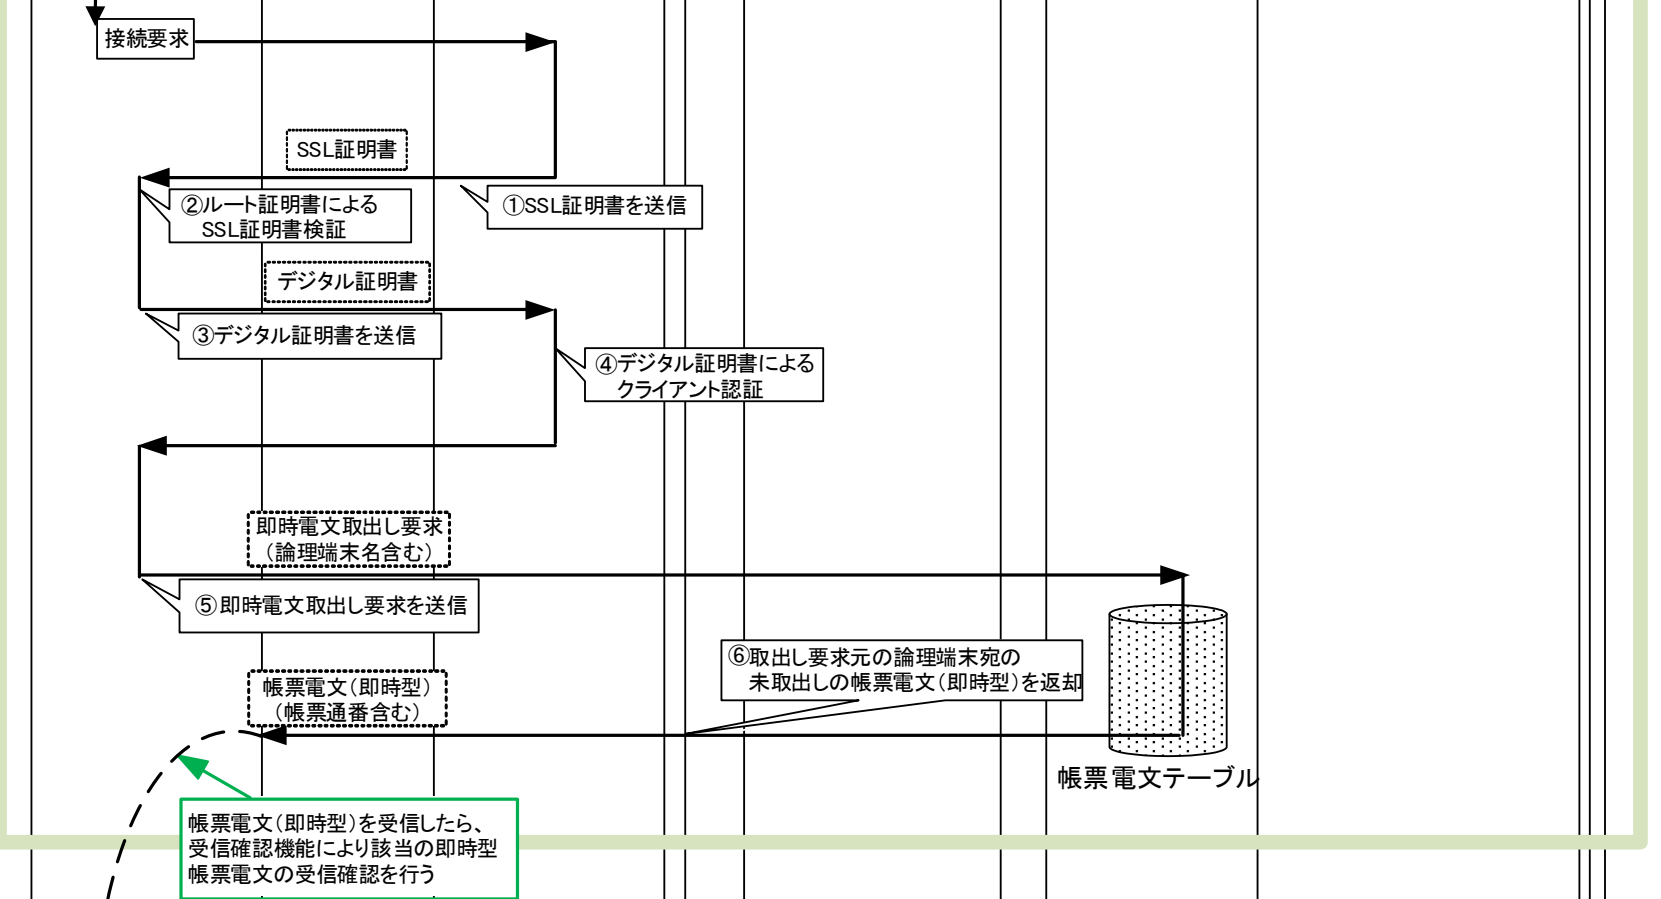 接続要求
SSL証明書
①SSL証明書を送信
②ルート証明書による
SSL証明書検証
デジタル証明書
③デジタル証明書を送信
④デジタル証明書による
クライアント認証
即時電文取出し要求
（論理端末名含む）
⑤即時電文取出し要求を送信
⑥取出し要求元の論理端末宛の
未取出しの帳票電文（即時型）を返却
帳票電文（即時型）
（帳票通番含む）
帳票電文テーブル
帳票電文（即時型）を受信したら、
受信確認機能により該当の即時型
帳票電文の受信確認を行う